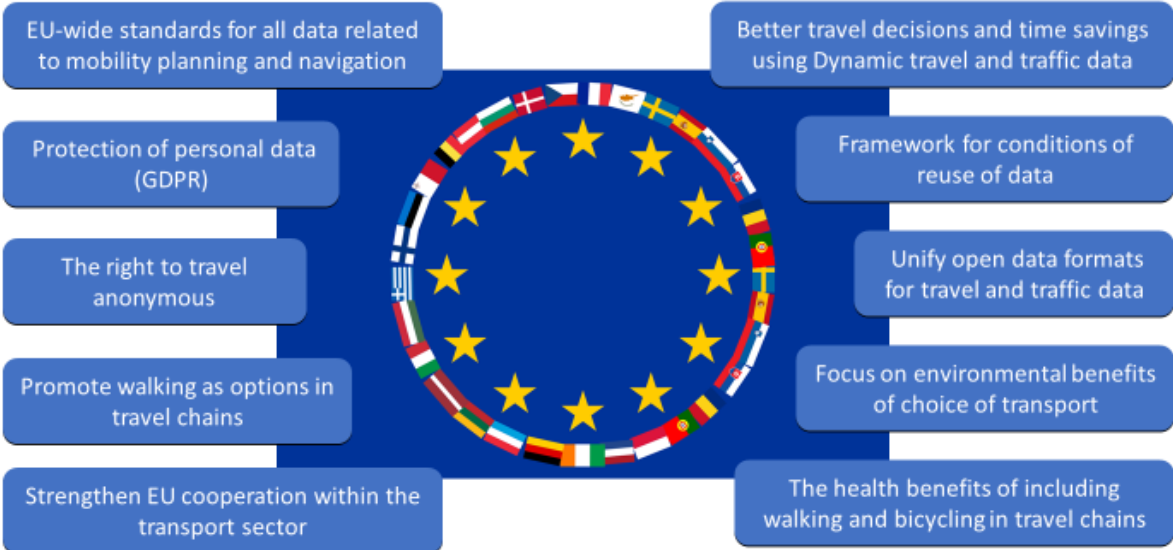 EU-wide standards for all data related
to mobility planning and navigation
Protection of personal data
(GDPR)
The right to travel
anonymous
Promote walking as options in
travel chains
Strengthen EU cooperation within the
transport sector
Better travel decisions and time savings
using Dynamic travel and traffic data
Framework for conditions of
reuse of data
Unify open data formats
for travel and traffic data
Focus on environmental benefits
of choice of transport
The health benefits of including
walking and bicycling in travel chains